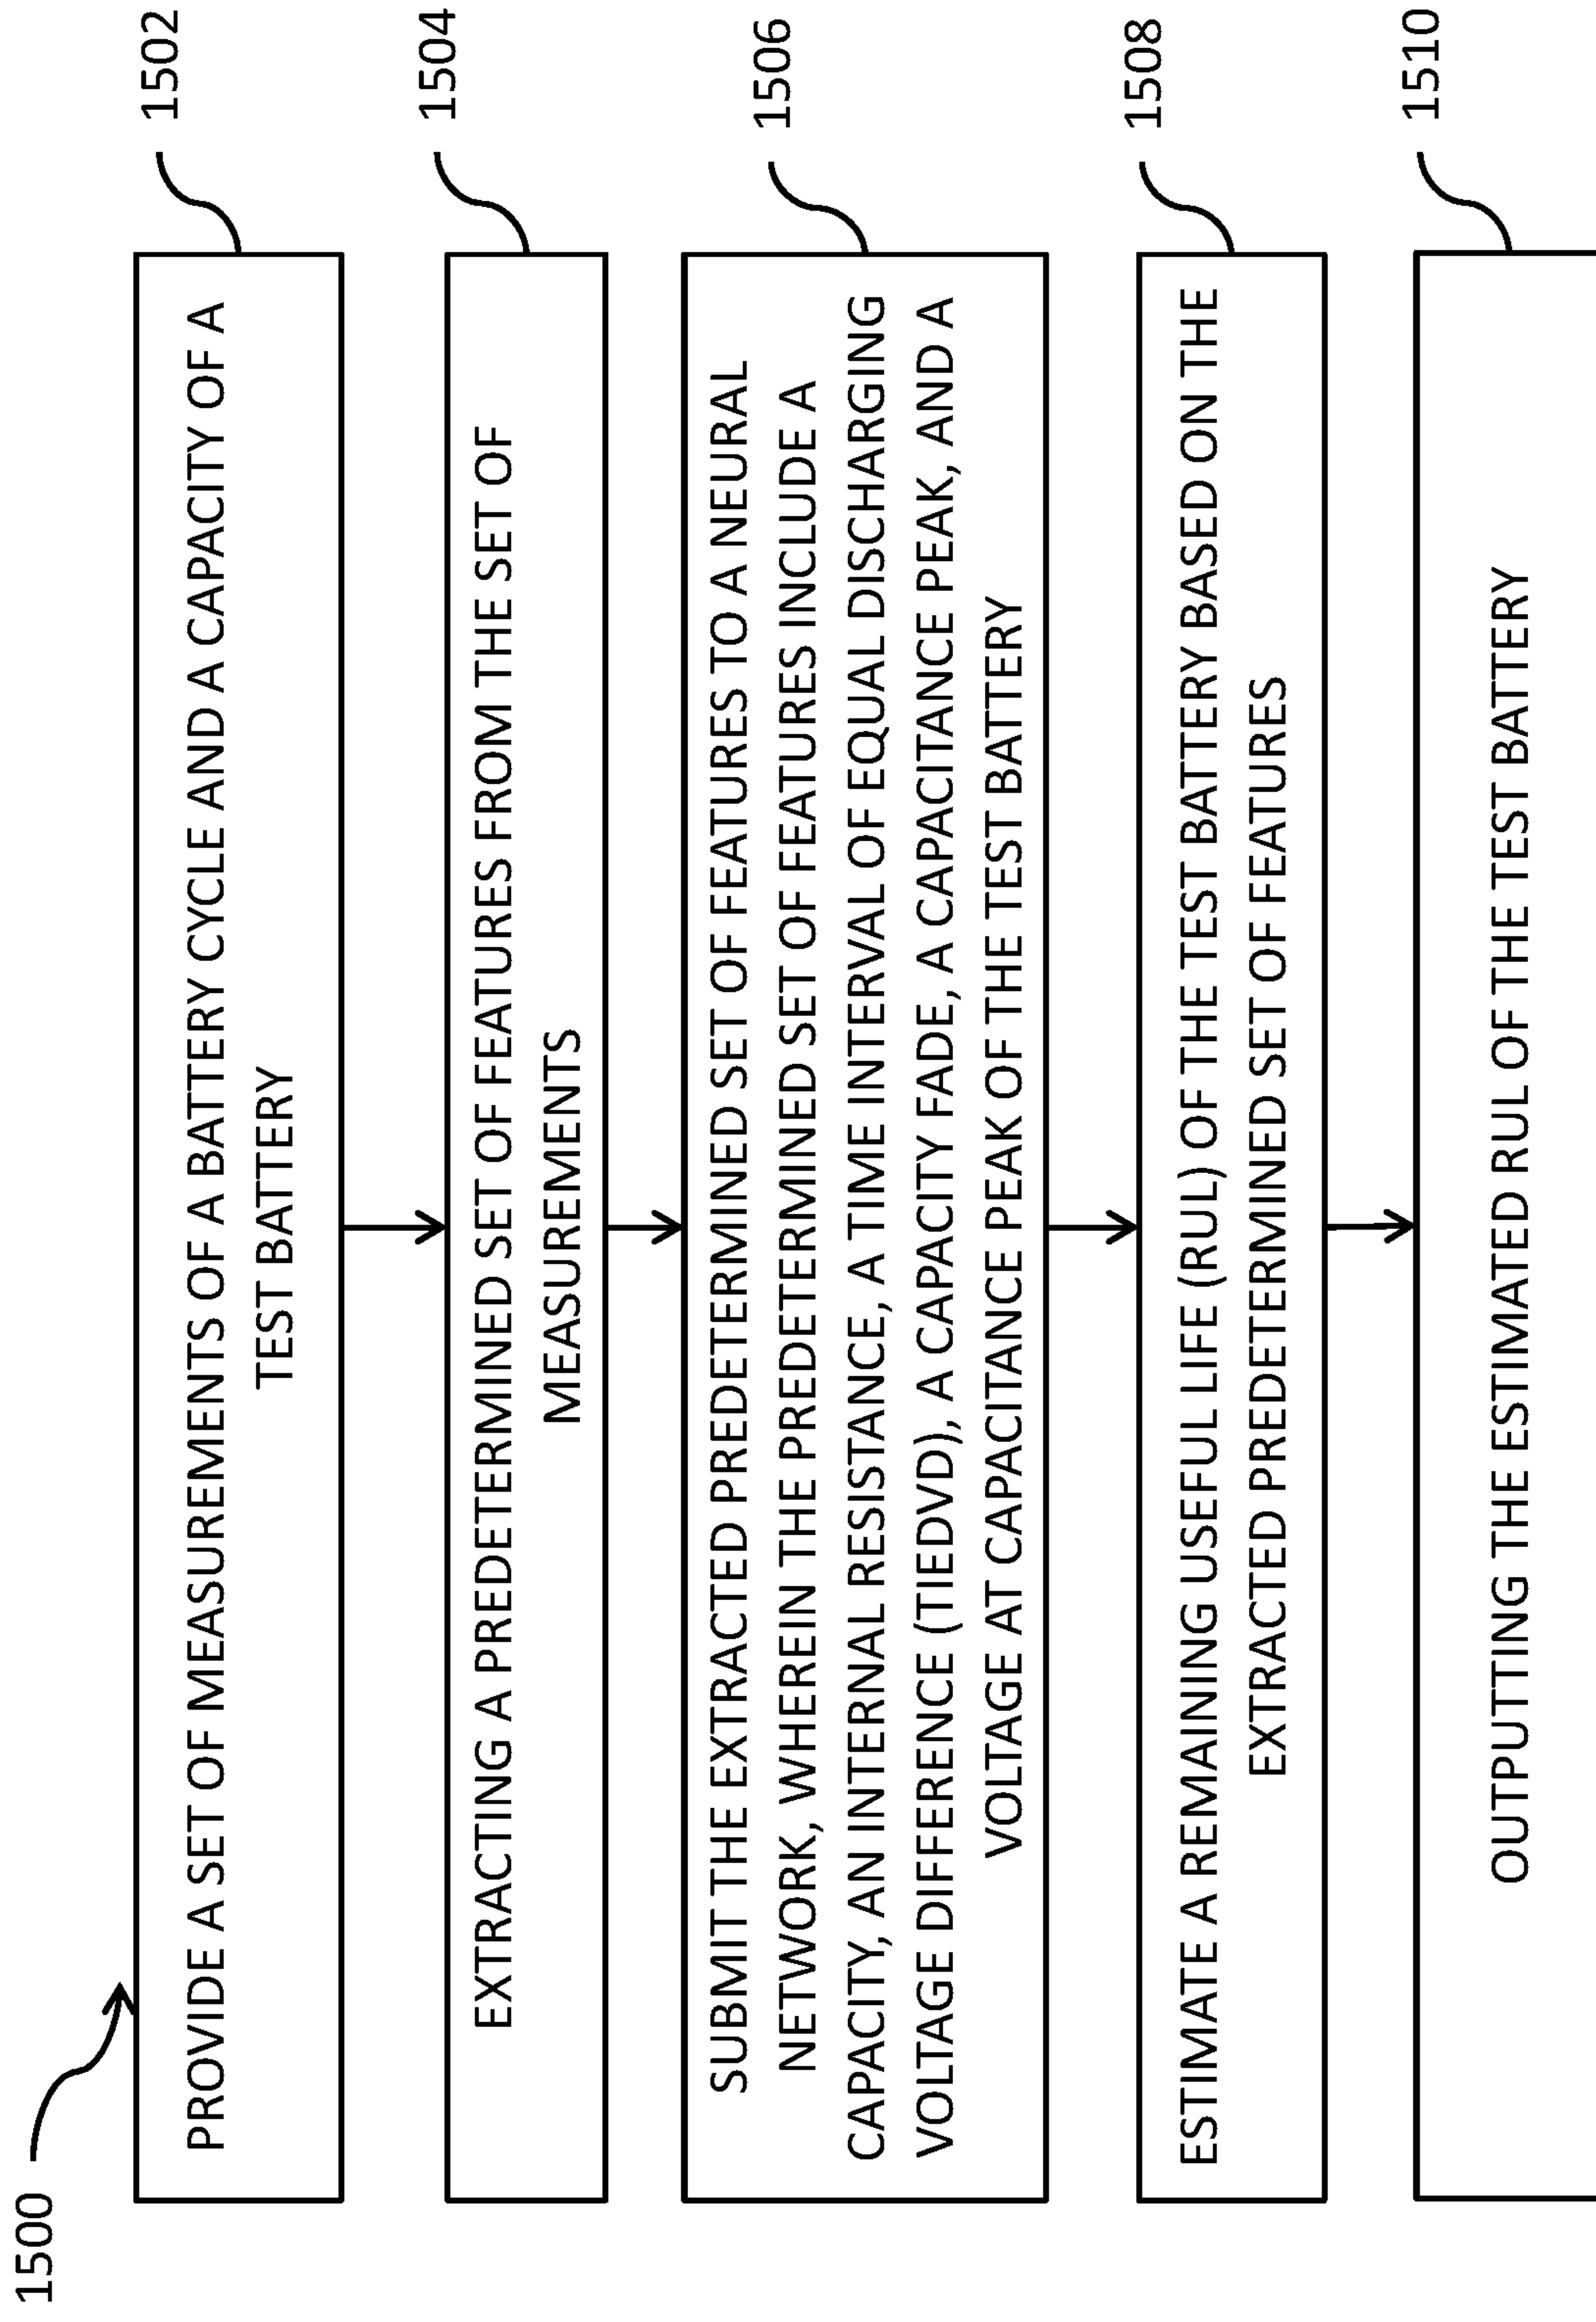 1500
PROVIDE A SET OF MEASUREMENTS OF A BATTERY CYCLE AND A CAPACITY OF A
TEST BATTERY
1502
EXTRACTING A PREDETERMINED SET OF FEATURES FROM THE SET OF
MEASUREMENTS
1504
SUBMIT THE EXTRACTED PREDETERMINED SET OF FEATURES TO A NEURAL
NETWORK, WHEREIN THE PREDETERMINED SET OF FEATURES INCLUDE A
CAPACITY, AN INTERNAL RESISTANCE, A TIME INTERVAL OF EQUAL DISCHARGING
VOLTAGE DIFFERENCE (TIEDVD), A CAPACITY FADE, A CAPACITANCE PEAK, AND A
VOLTAGE AT CAPACITANCE PEAK OF THE TEST BATTERY
1506
ESTIMATE A REMAINING USEFUL LIFE (RUL) OF THE TEST BATTERY BASED ON THE
EXTRACTED PREDETERMINED SET OF FEATURES
1508
OUTPUTTING THE ESTIMATED RUL OF THE TEST BATTERY
1510